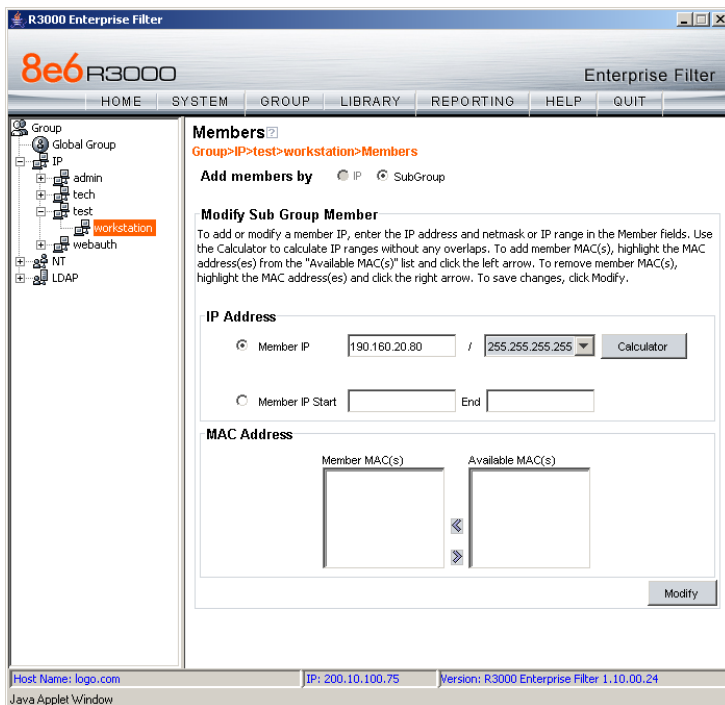 R3000 Enterprise Filter
8e6 R3000
Enterprise Filter
HOME SYSTEM GROUP LIBRARY REPORTING HELP QUIT
Group
Global Group
IP
admin
tech
test
workstation
webauth
NT
LDAP
Members
Group>IP>test>workstation>Members
Add members by IP SubGroup
Modify Sub Group Member
To add or modify a member IP, enter the IP address and netmask or IP range in the Member fields. Use
the Calculator to calculate IP ranges without any overlaps. To add member MAC(s), highlight the MAC
address(es) from the "Available MAC(s)" list and click the left arrow. To remove member MAC(s),
highlight the MAC address(es) and click the right arrow. To save changes, click Modify.
IP Address
Member IP 190.160.20.80 / 255.255.255.255 Calculator
Member IP Start End
MAC Address
Member MAC(s) Available MAC(s)
Modify
Host Name: logo.com IP: 200.10.100.75 Version: R3000 Enterprise Filter 1.10.00.24
Java Applet Window